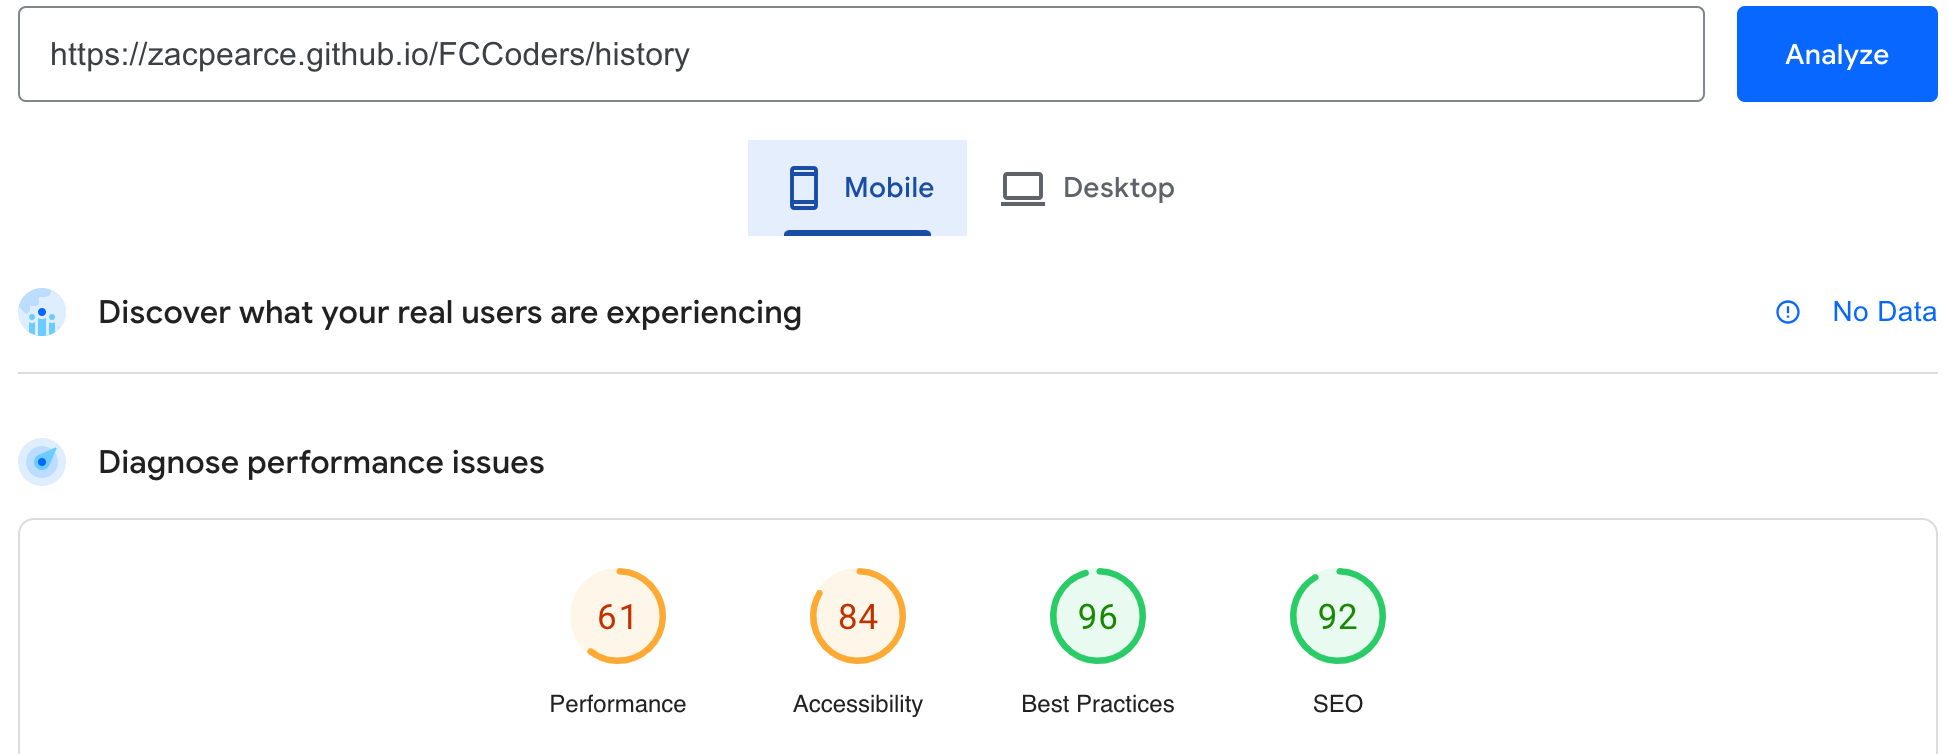 https://zacpearce.github.io/FCCoders/history
Analyze
Mobile
Desktop
Discover what your real users are experiencing
No Data
Diagnose performance issues
61
84
96
92
Performance
Accessibility
Best Practices
SEO